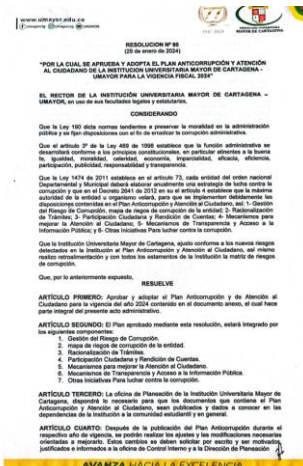 www.umayor.edu.co
RESOLUCIÓN Nº 98
(29 de enero de 2024)
"POR LA CUAL SE APRUEBA Y ADOPTA EL PLAN ANTICORRUPCIÓN Y ATENCIÓN
AL CIUDADANO DE LA INSTITUCION UNIVERSITARIA MAYOR DE CARTAGENA -
UMAYOR PARA LA VIGENCIA FISCAL 2024"
EL RECTOR DE LA INSTITUCIÓN UNIVERSITARIA MAYOR DE CARTAGENA –
UMAYOR, en uso de sus facultades legales y estatutarias,
CONSIDERANDO
Que la Ley 190 dicta normas tendientes a preservar la moralidad en la administración
pública y se fijan disposiciones con el fin de erradicar la corrupción administrativa.
Que el artículo 3º de la Ley 489 de 1998 establece que la función administrativa se
desarrollará conforme a los principios constitucionales, en particular atinentes a la buena
fe, igualdad, moralidad, celeridad, economía, imparcialidad, eficacia, eficiencia,
participación, publicidad, responsabilidad y transparencia.
Que la Ley 1474 de 2011 establece en el artículo 73, cada entidad del orden nacional
Departamental y Municipal deberá elaborar anualmente una estrategia de lucha contra la
corrupción y que en el Decreto 2641 de 2012 en su el artículo 4 establece que la máxima
autoridad de la entidad u organismo velará, para que se implementen debidamente las
disposiciones contenidas en el Plan Anticorrupción y Atención al Ciudadano, así: 1- Gestión
del Riesgo de Corrupción, mapa de riesgos de corrupción de la entidad; 2- Racionalización
de Trámites; 3- Participación Ciudadana y Rendición de Cuentas; 4- Mecanismos para
mejorar la Atención al Ciudadano; 5- Mecanismos de Transparencia y Acceso a la
Información Pública; y 6- Otras Iniciativas Para luchar contra la corrupción.
Que la Institución Universitaria Mayor de Cartagena, ajustó conforme a los nuevos riesgos
detectados en la Institución el Plan Anticorrupción y Atención al Ciudadano, así mismo
realizo retroalimentación y con todos los estamentos de la Institución la matriz de riesgos
de corrupción.
Que, por lo anteriormente expuesto,
RESUELVE
ARTÍCULO PRIMERO: Aprobar y adoptar el Plan Anticorrupción y de Atención al
Ciudadano para la vigencia del año 2024 contenido en el documento anexo, el cual hace
parte integral del presente acto administrativo.
ARTÍCULO SEGUNDO: El Plan aprobado mediante esta resolución, estará integrado por
los siguientes componentes:
1. Gestión del Riesgo de Corrupción.
2. mapa de riesgos de corrupción de la entidad.
3. Racionalización de Trámites.
4. Participación Ciudadana y Rendición de Cuentas.
5. Mecanismos para mejorar la Atención al Ciudadano.
6. Mecanismos de Transparencia y Acceso a la Información Pública.
7. Otras Iniciativas Para luchar contra la corrupción.
ARTÍCULO TERCERO: La oficina de Planeación de la Institución Universitaria Mayor de
Cartagena, dispondrá lo necesario para que los documentos que contiene el Plan
Anticorrupción y Atención al Ciudadano, sean publicados y dados a conocer en las
dependencias de la institución a la comunidad estudiantil y en general.
ARTÍCULO CUARTO: Después de la publicación del Plan Anticorrupción durante el
respectivo año de vigencia, se podrán realizar los ajustes y las modificaciones necesarias
orientadas a mejorarlo. Estos cambios se deben solicitar por escrito y ser motivados,
justificados e informados a la oficina de Control Interno y a la Dirección de Planeación
AVANZA HACIA LA EXCELENCIA